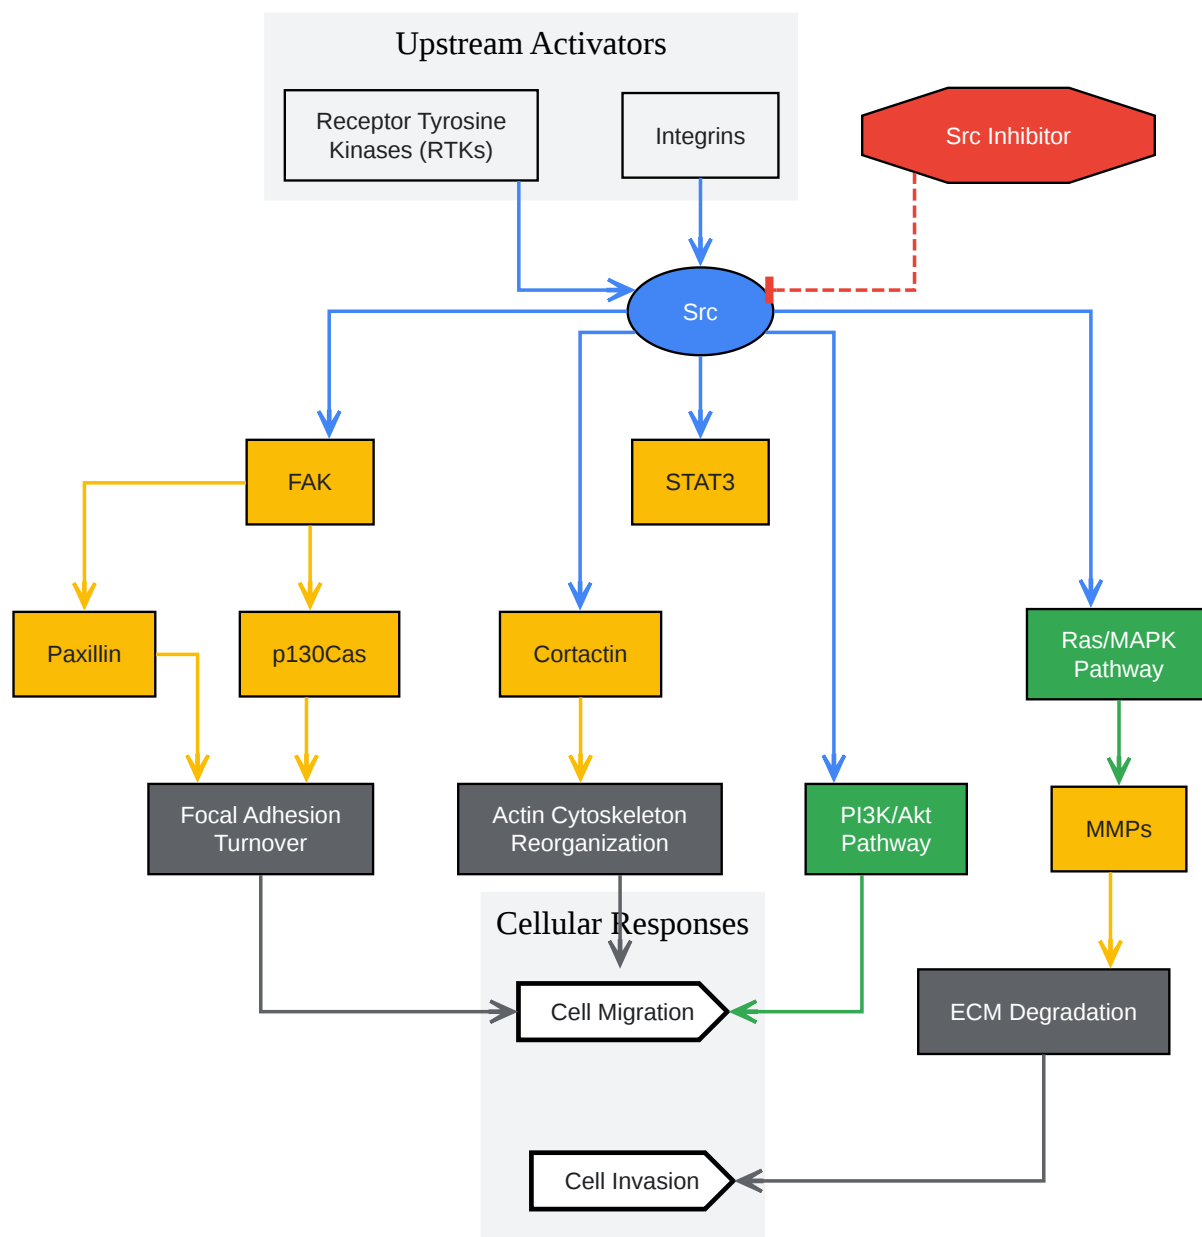 Upstream Activators
Receptor Tyrosine
Kinases (RTKs)
Integrins
Src Inhibitor
Src
FAK
STAT3
Paxillin
p130Cas
Cortactin
Ras/MAPK
Pathway
Focal Adhesion
Turnover
Actin Cytoskeleton
Reorganization
PI3K/Akt
Pathway
MMPs
Cellular Responses
Cell Migration
ECM Degradation
Cell Invasion